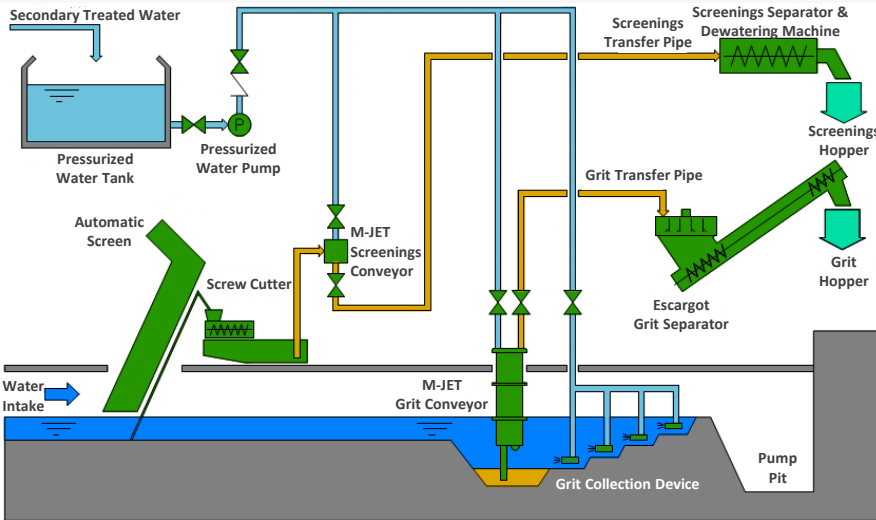 Secondary Treated Water
Pressurized
Water Tank
P
Pressurized
Water Pump
Screenings
Transfer Pipe
Screenings Separator &
Dewatering Machine
Screenings
Hopper
Grit Transfer Pipe
Automatic
Screen
M-JET
Screenings
Conveyor
Screw Cutter
Escargot
Grit Separator
Grit
Hopper
Water
Intake
M-JET
Grit Conveyor
Grit Collection Device
Pump
Pit